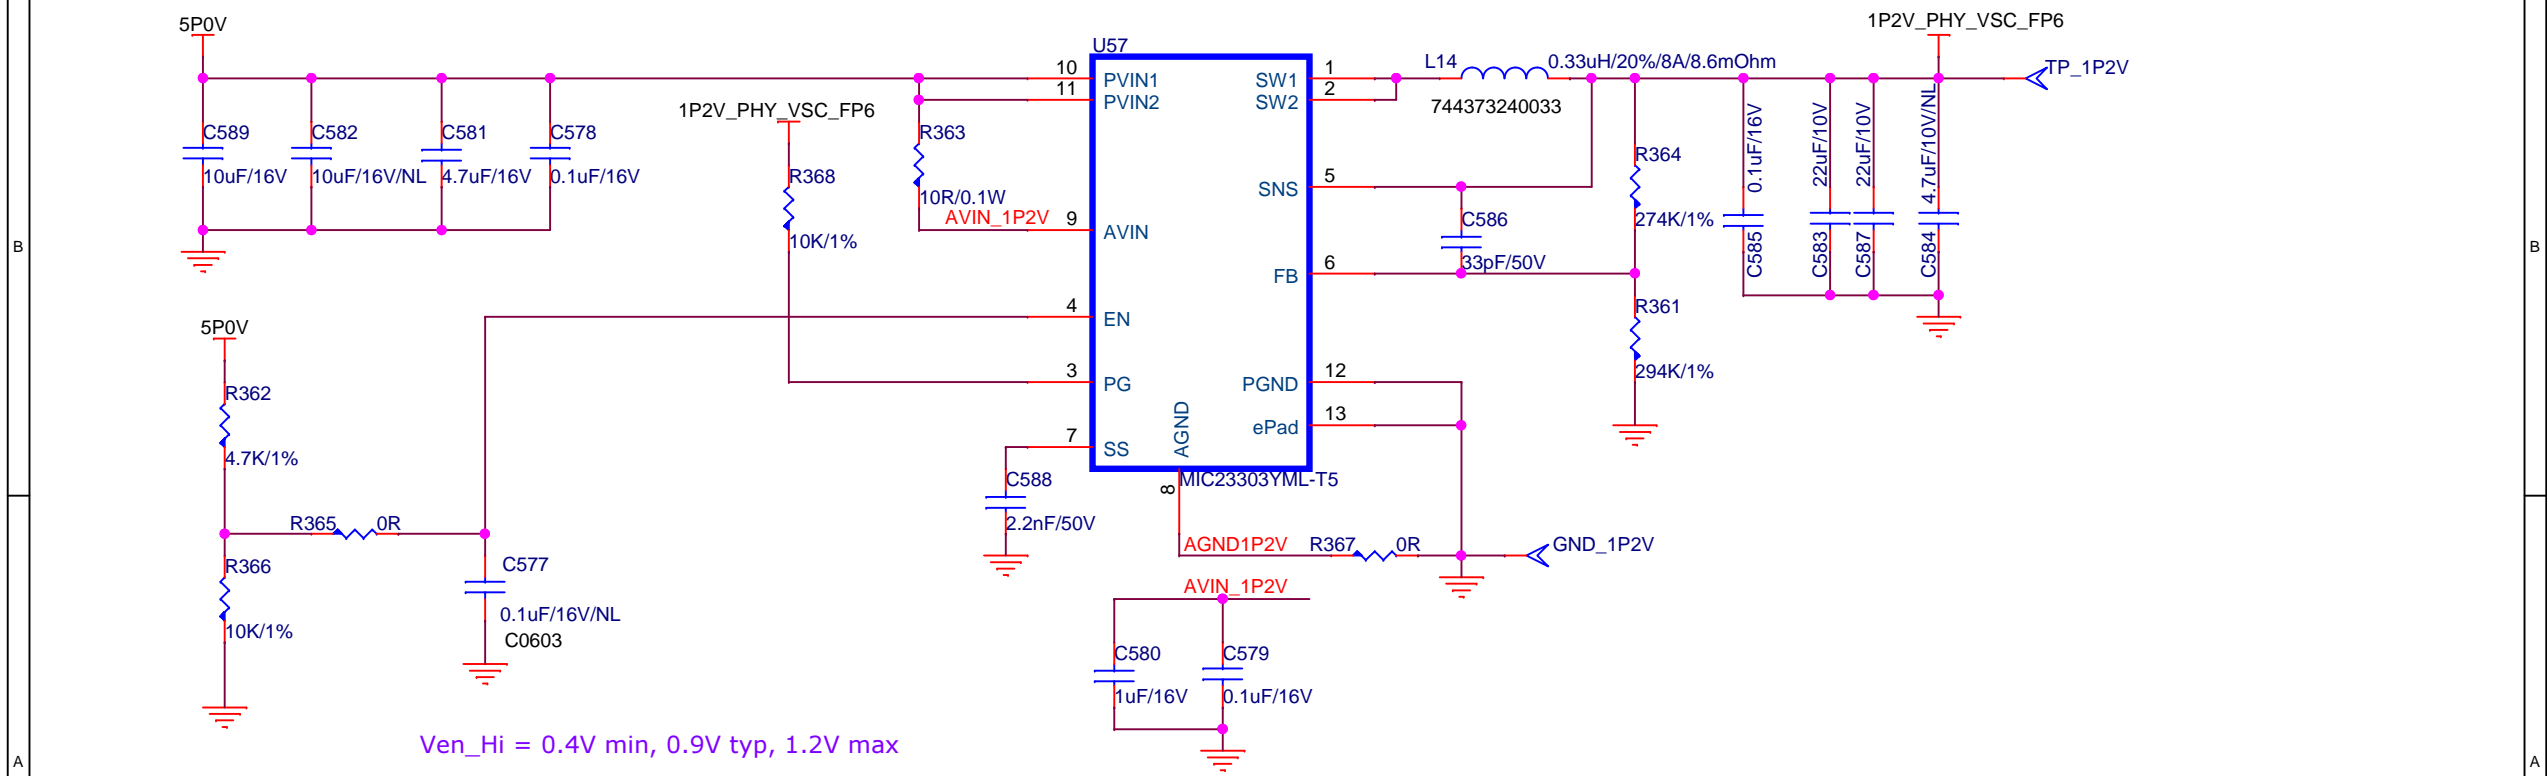 5P0V
1P2V_PHY_VSC_FP6
U57
L14
0.33uH/20%/8A/8.6mOhm
TP_1P2V
10
PVIN1
SW1
1
11
PVIN2
SW2
2
744373240033
1P2V_PHY_VSC_FP6
C589
C582
C581
C578
R363
10uF/16V
10uF/16V/NL
4.7uF/16V
0.1uF/16V
R368
10K/1%
10R/0.1W
AVIN_1P2V
9
AVIN
SNS
5
C586
33pF/50V
R364
274K/1%
0.1uF/16V
C585
22uF/10V
C583
22uF/10V
C587
4.7uF/10V/NL
C584
B
B
FB
6
R361
294K/1%
4
EN
5P0V
3
PG
PGND
12
R362
4.7K/1%
ePad
13
7
SS
AGND
8
MIC23303YML-T5
C588
2.2nF/50V
R365
0R
AGND1P2V
R367
0R
GND_1P2V
R366
10K/1%
C577
0.1uF/16V/NL
C0603
AVIN_1P2V
C580
1uF/16V
C579
0.1uF/16V
Ven_Hi = 0.4V min, 0.9V typ, 1.2V max
A
A